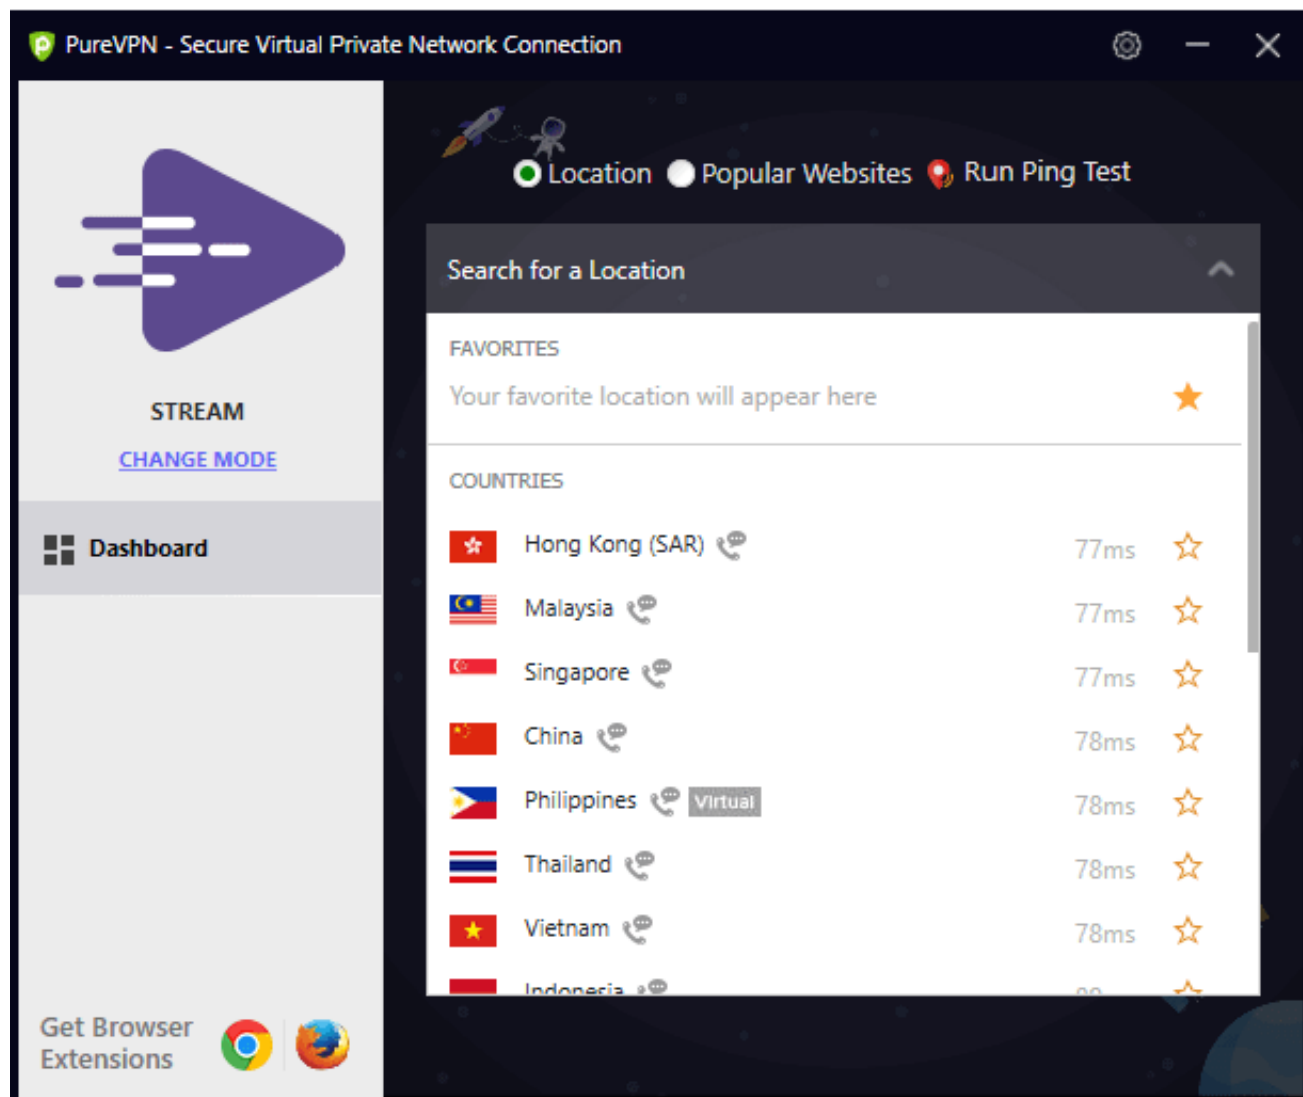 PureVPN - Secure Virtual Private Network Connection
Location Popular Websites Run Ping Test
Search for a Location
FAVORITES
Your favorite location will appear here
COUNTRIES
Hong Kong (SAR) 77ms
Malaysia 77ms
Singapore 77ms
China 78ms
Philippines Virtual 78ms
Thailand 78ms
Vietnam 78ms
Indonesia
STREAM
CHANGE MODE
Dashboard
Get Browser
Extensions